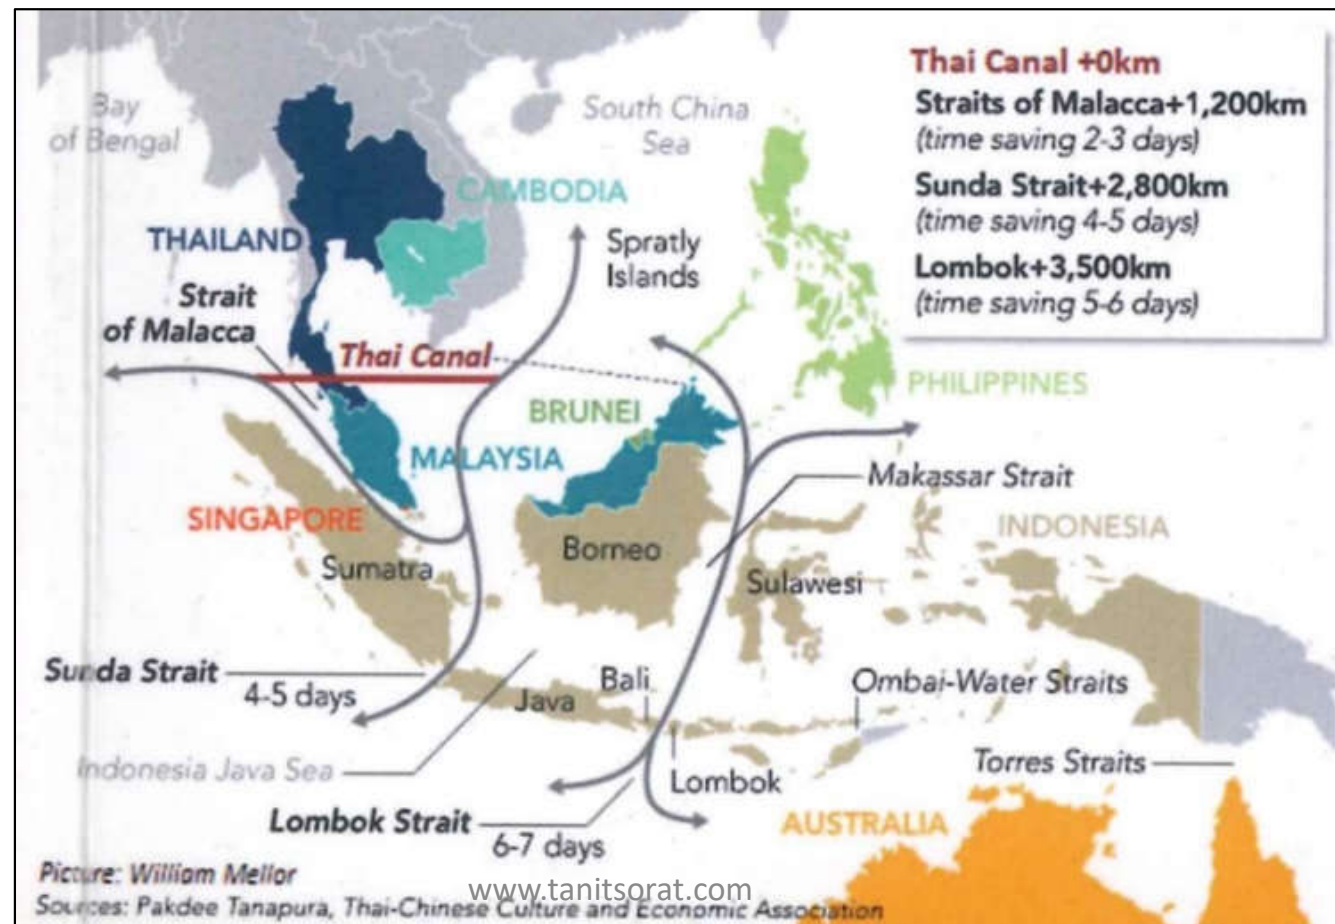 Thai Canal +0km
Straits of Malacca+1,200km
(time saving 2-3 days)
Sunda Strait+2,800km
(time saving 4-5 days)
Lombok+3,500km
(time saving 5-6 days)
Bay
of Bengal
South China
Sea
CAMBODIA
THAILAND
Spratly
Islands
Strait
of Malacca
Thai Canal
PHILIPPINES
BRUNEI
MALAYSIA
Makassar Strait
SINGAPORE
INDONESIA
Borneo
Sumatra
Sulawesi
Sunda Strait
4-5 days
Bali
Java
Ombai-Water Straits
Indonesia Java Sea
Torres Straits
Lombok
Lombok Strait
6-7 days
AUSTRALIA
Picture: William Mellor
www.tanitsorat.com
Sources: Pakdee Tanapura, Thai-Chinese Culture and Economic Association